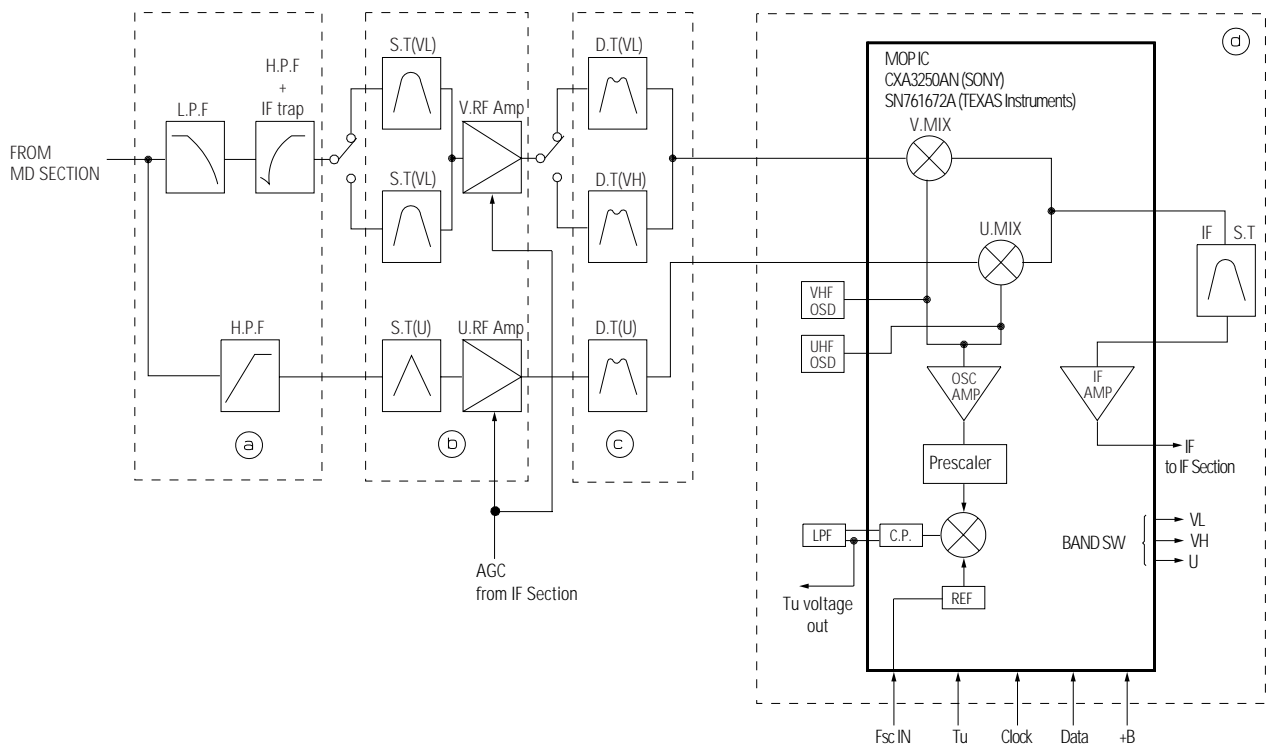 FROM
MD SECTION
L.P.F
H.P.F
+
IF trap
H.P.F
a
S.T(VL)
S.T(VL)
V.RF Amp
S.T(U)
U.RF Amp
b
AGC
from IF Section
D.T(VL)
D.T(VH)
D.T(U)
c
d
MOP IC
CXA3250AN (SONY)
SN761672A (TEXAS Instruments)
V.MIX
U.MIX
VHF
OSD
UHF
OSD
OSC
AMP
IF
AMP
IF S.T
Prescaler
IF
to IF Section
LPF
C.P.
REF
Tu voltage
out
BAND SW
VL
VH
U
Fsc IN
Tu
Clock
Data
+B